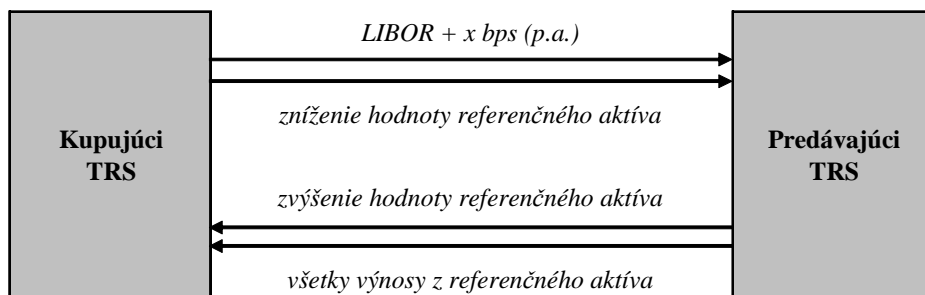 LIBOR + x bps (p.a.)
zníženie hodnoty referenčného aktíva
Kupujúci
TRS
Predávajúci
TRS
zvýšenie hodnoty referenčného aktíva
všetky výnosy z referenčného aktíva